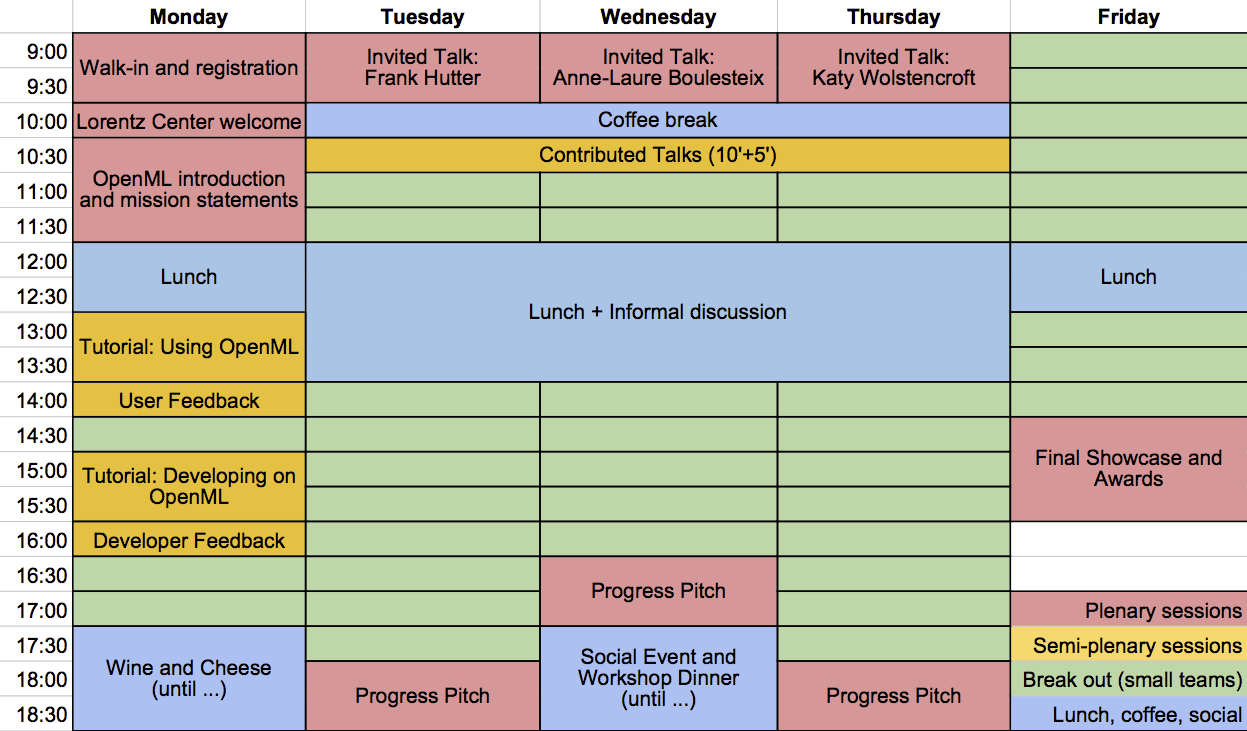 Monday Tuesday Wednesday Thursday Friday
9:00
Walk-in and registration
Invited Talk:
Frank Hutter
Invited Talk:
Anne-Laure Boulesteix
Invited Talk:
Katy Wolstencroft
9:30
10:00
Lorentz Center welcome
Coffee break
10:30
Contributed Talks (10'+5')
OpenML introduction
and mission statements
11:00
11:30
12:00
Lunch
Lunch + Informal discussion
Lunch
12:30
13:00
Tutorial: Using OpenML
13:30
14:00
User Feedback
14:30
Final Showcase and
Awards
15:00
Tutorial: Developing on
OpenML
15:30
16:00
Developer Feedback
16:30
Progress Pitch
17:00
Plenary sessions
17:30
Wine and Cheese
(until ...)
Social Event and
Workshop Dinner
(until ...)
Semi-plenary sessions
18:00
Progress Pitch
Progress Pitch
Break out (small teams)
18:30
Lunch, coffee, social